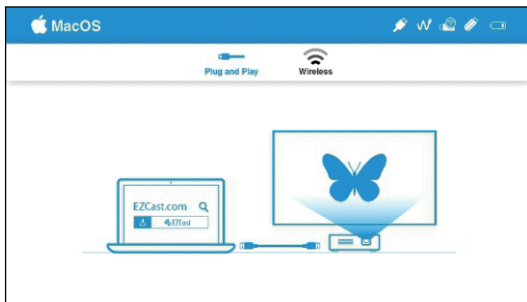 MacOS
Plug and Play
Wireless
EZCast.com
EZCast